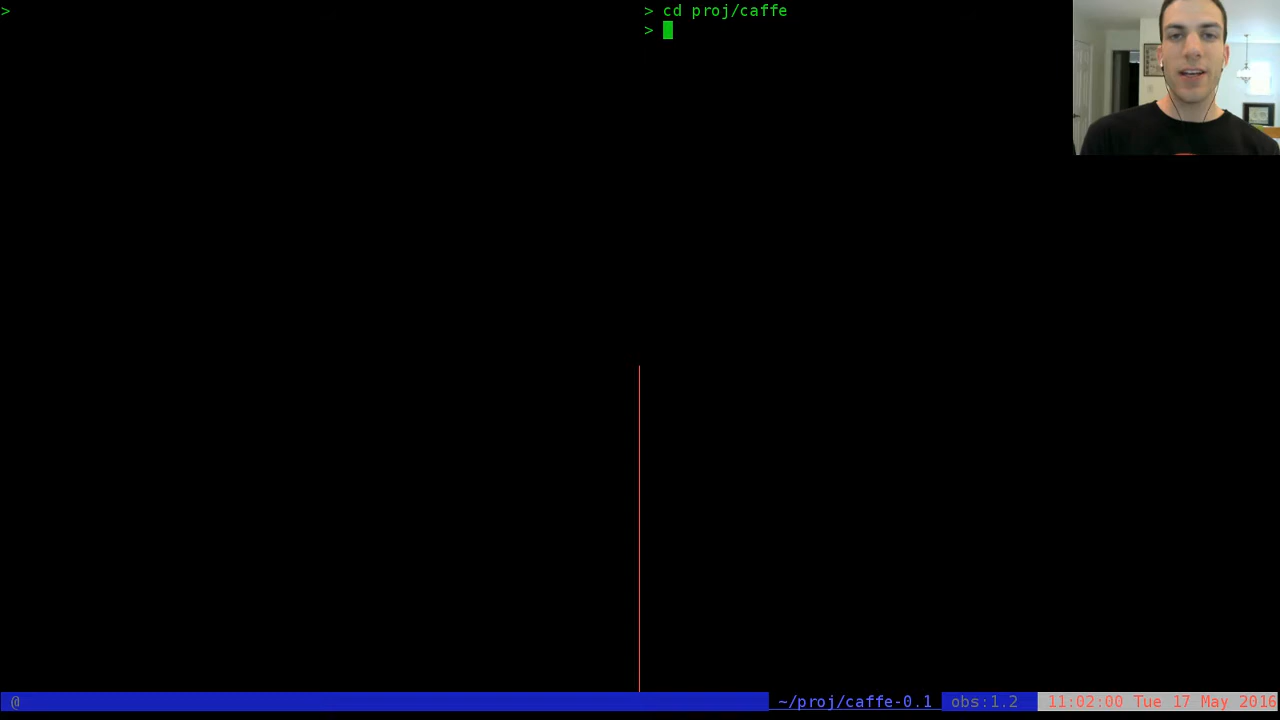 >
> cd proj/caffe
>
@ ~/proj/caffe-0.1 obs:1.2 11:02:00 Tue 17 May 2016